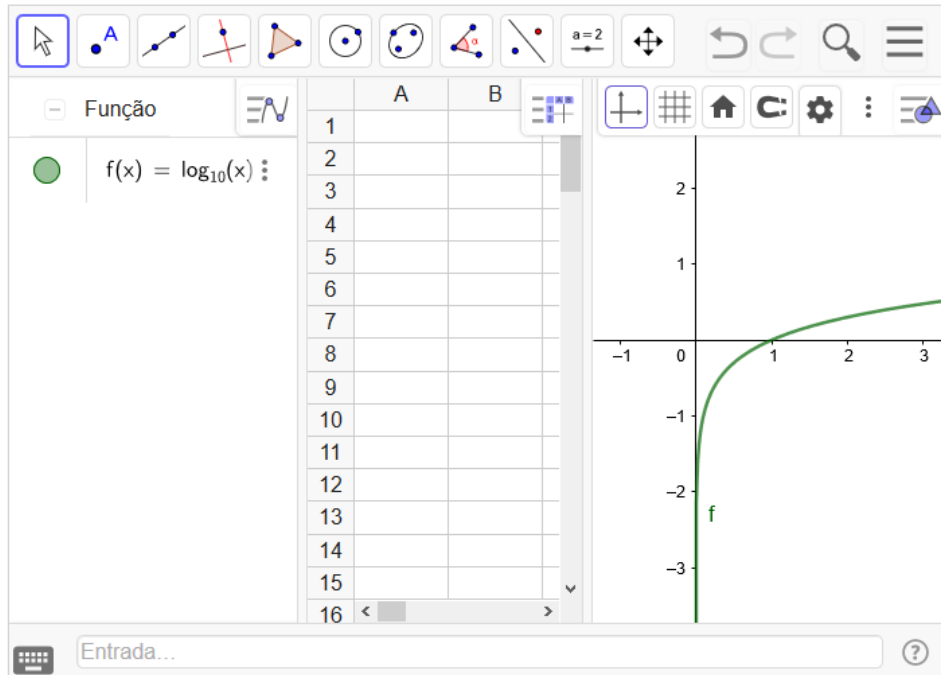 A
α
a = 2
Função
f(x) = log₁₀(x)
A B
1
2
3
4
5
6
7
8
9
10
11
12
13
14
15
16
2
1
–1 0 1 2 3
–1
–2
f
–3
Entrada...
?